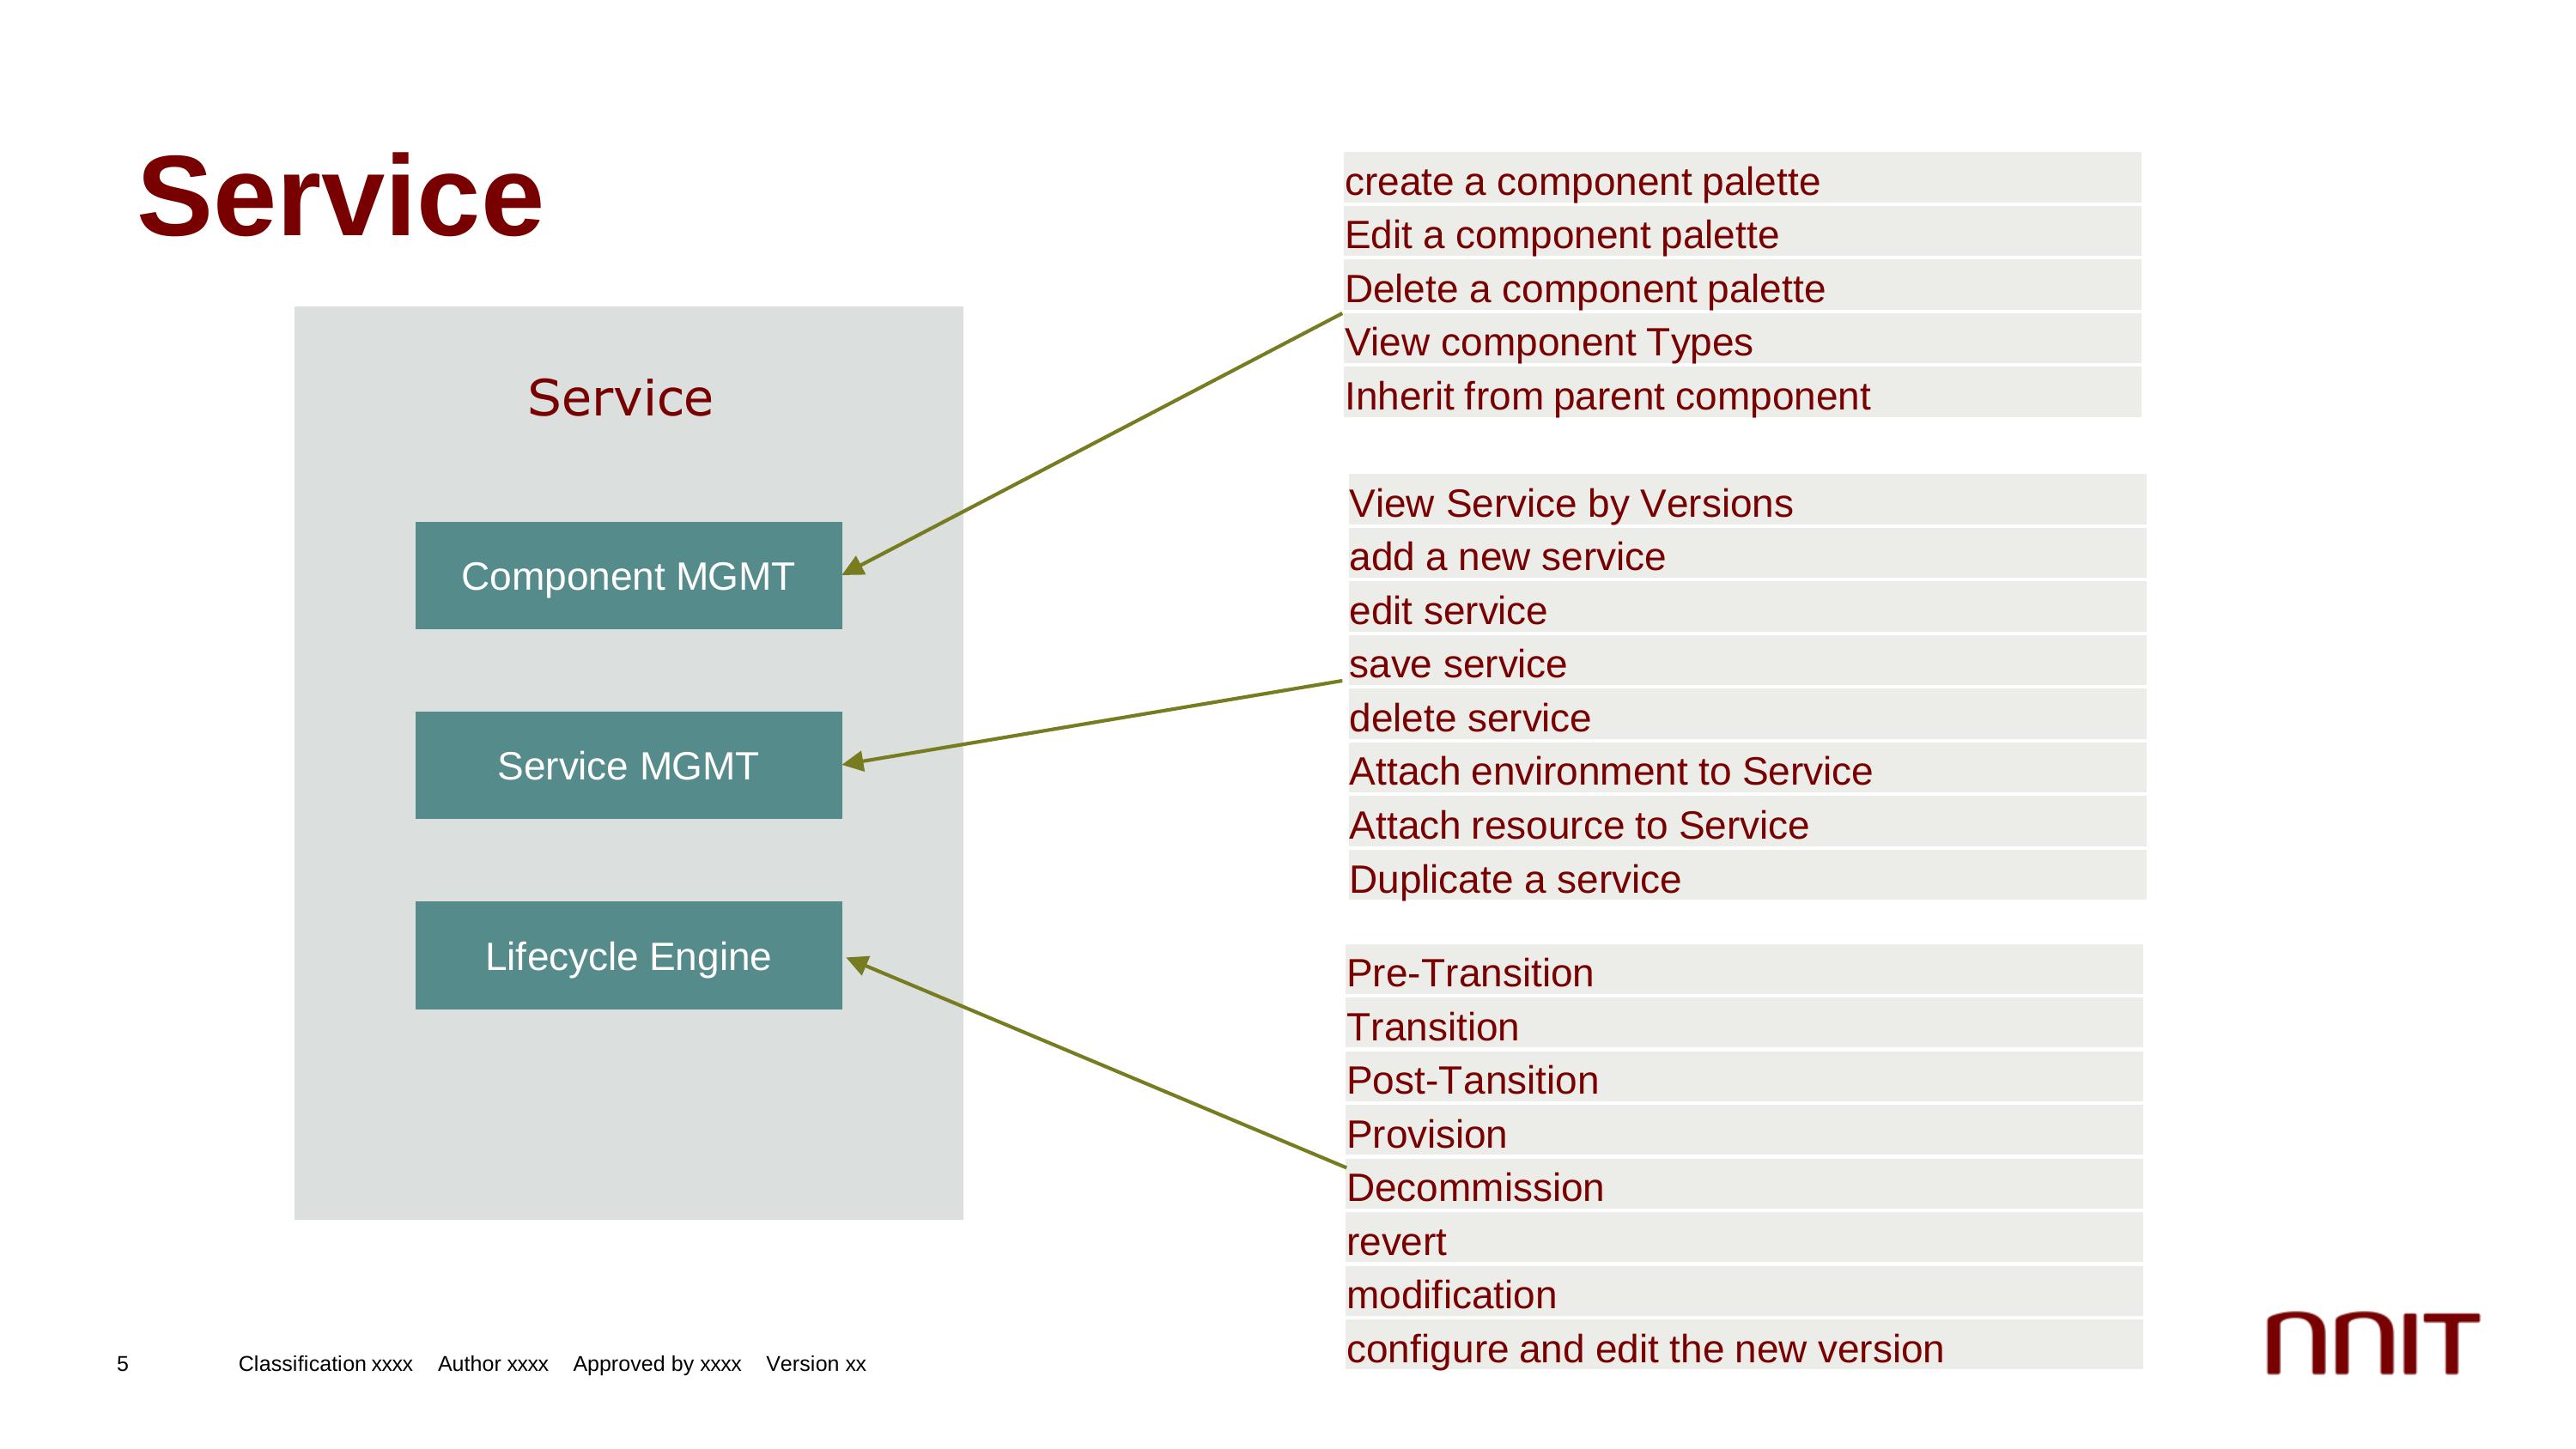 Service
Service
Component MGMT
Service MGMT
Lifecycle Engine
create a component palette
Edit a component palette
Delete a component palette
View component Types
Inherit from parent component
View Service by Versions
add a new service
edit service
save service
delete service
Attach environment to Service
Attach resource to Service
Duplicate a service
Pre-Transition
Transition
Post-Tansition
Provision
Decommission
revert
modification
configure and edit the new version
5 Classification xxxx Author xxxx Approved by xxxx Version xx
nnit